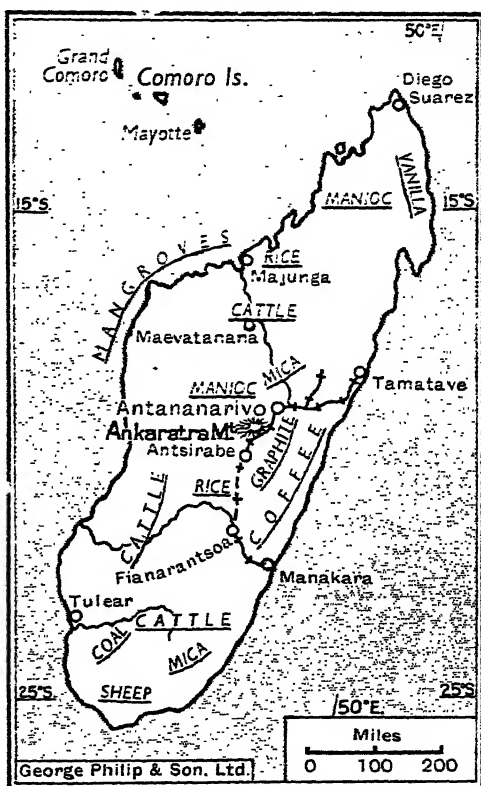 50°E
Grand
Comoro
Comoro Is.
Mayotte
Diego
Suarez
VANILLA
MANIOC
15°S
15°S
MANGROVES
RICE
Majunga
CATTLE
Maevatanana
MICA
MANIOC
Tamatave
Antananarivo
Ankaratra Mt.
Antsirabe
GRAPHITE
COFFEE
RICE
CATTLE
Fianarantsoa
Manakara
Tulear
CATTLE
COAL
MICA
25°S
SHEEP
25°S
50°E
Miles
0 100 200
George Philip & Son. Ltd.